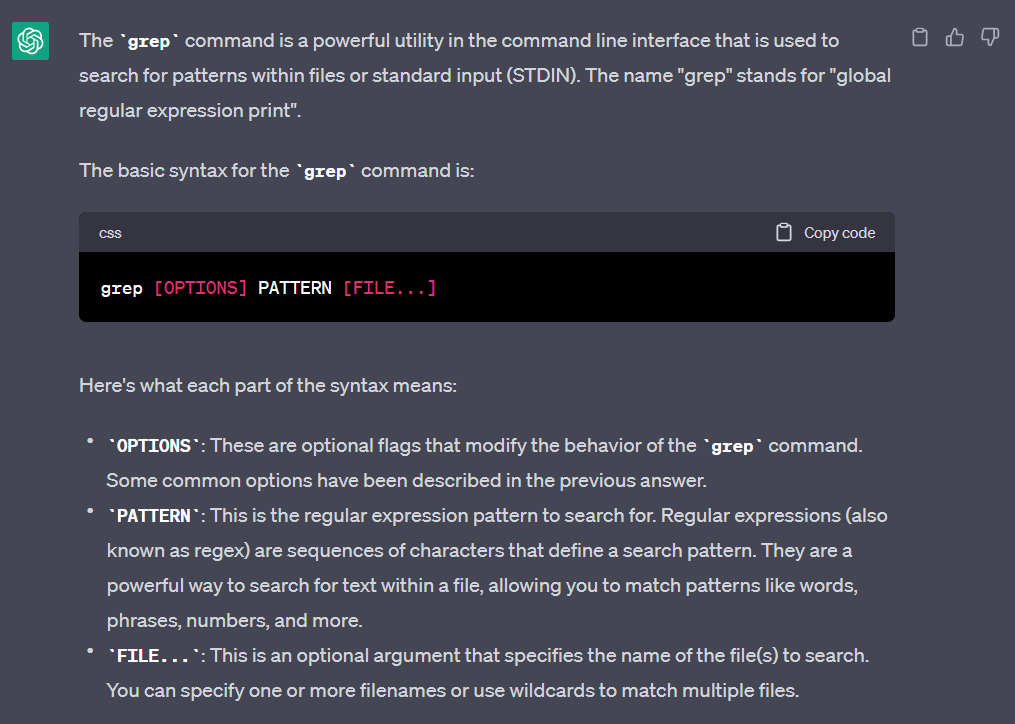 The `grep` command is a powerful utility in the command line interface that is used to
search for patterns within files or standard input (STDIN). The name "grep" stands for "global
regular expression print".
The basic syntax for the `grep` command is:
css
Copy code
grep [OPTIONS] PATTERN [FILE...]
Here's what each part of the syntax means:
• `OPTIONS`: These are optional flags that modify the behavior of the `grep` command.
Some common options have been described in the previous answer.
• `PATTERN`: This is the regular expression pattern to search for. Regular expressions (also
known as regex) are sequences of characters that define a search pattern. They are a
powerful way to search for text within a file, allowing you to match patterns like words,
phrases, numbers, and more.
• `FILE...`: This is an optional argument that specifies the name of the file(s) to search.
You can specify one or more filenames or use wildcards to match multiple files.